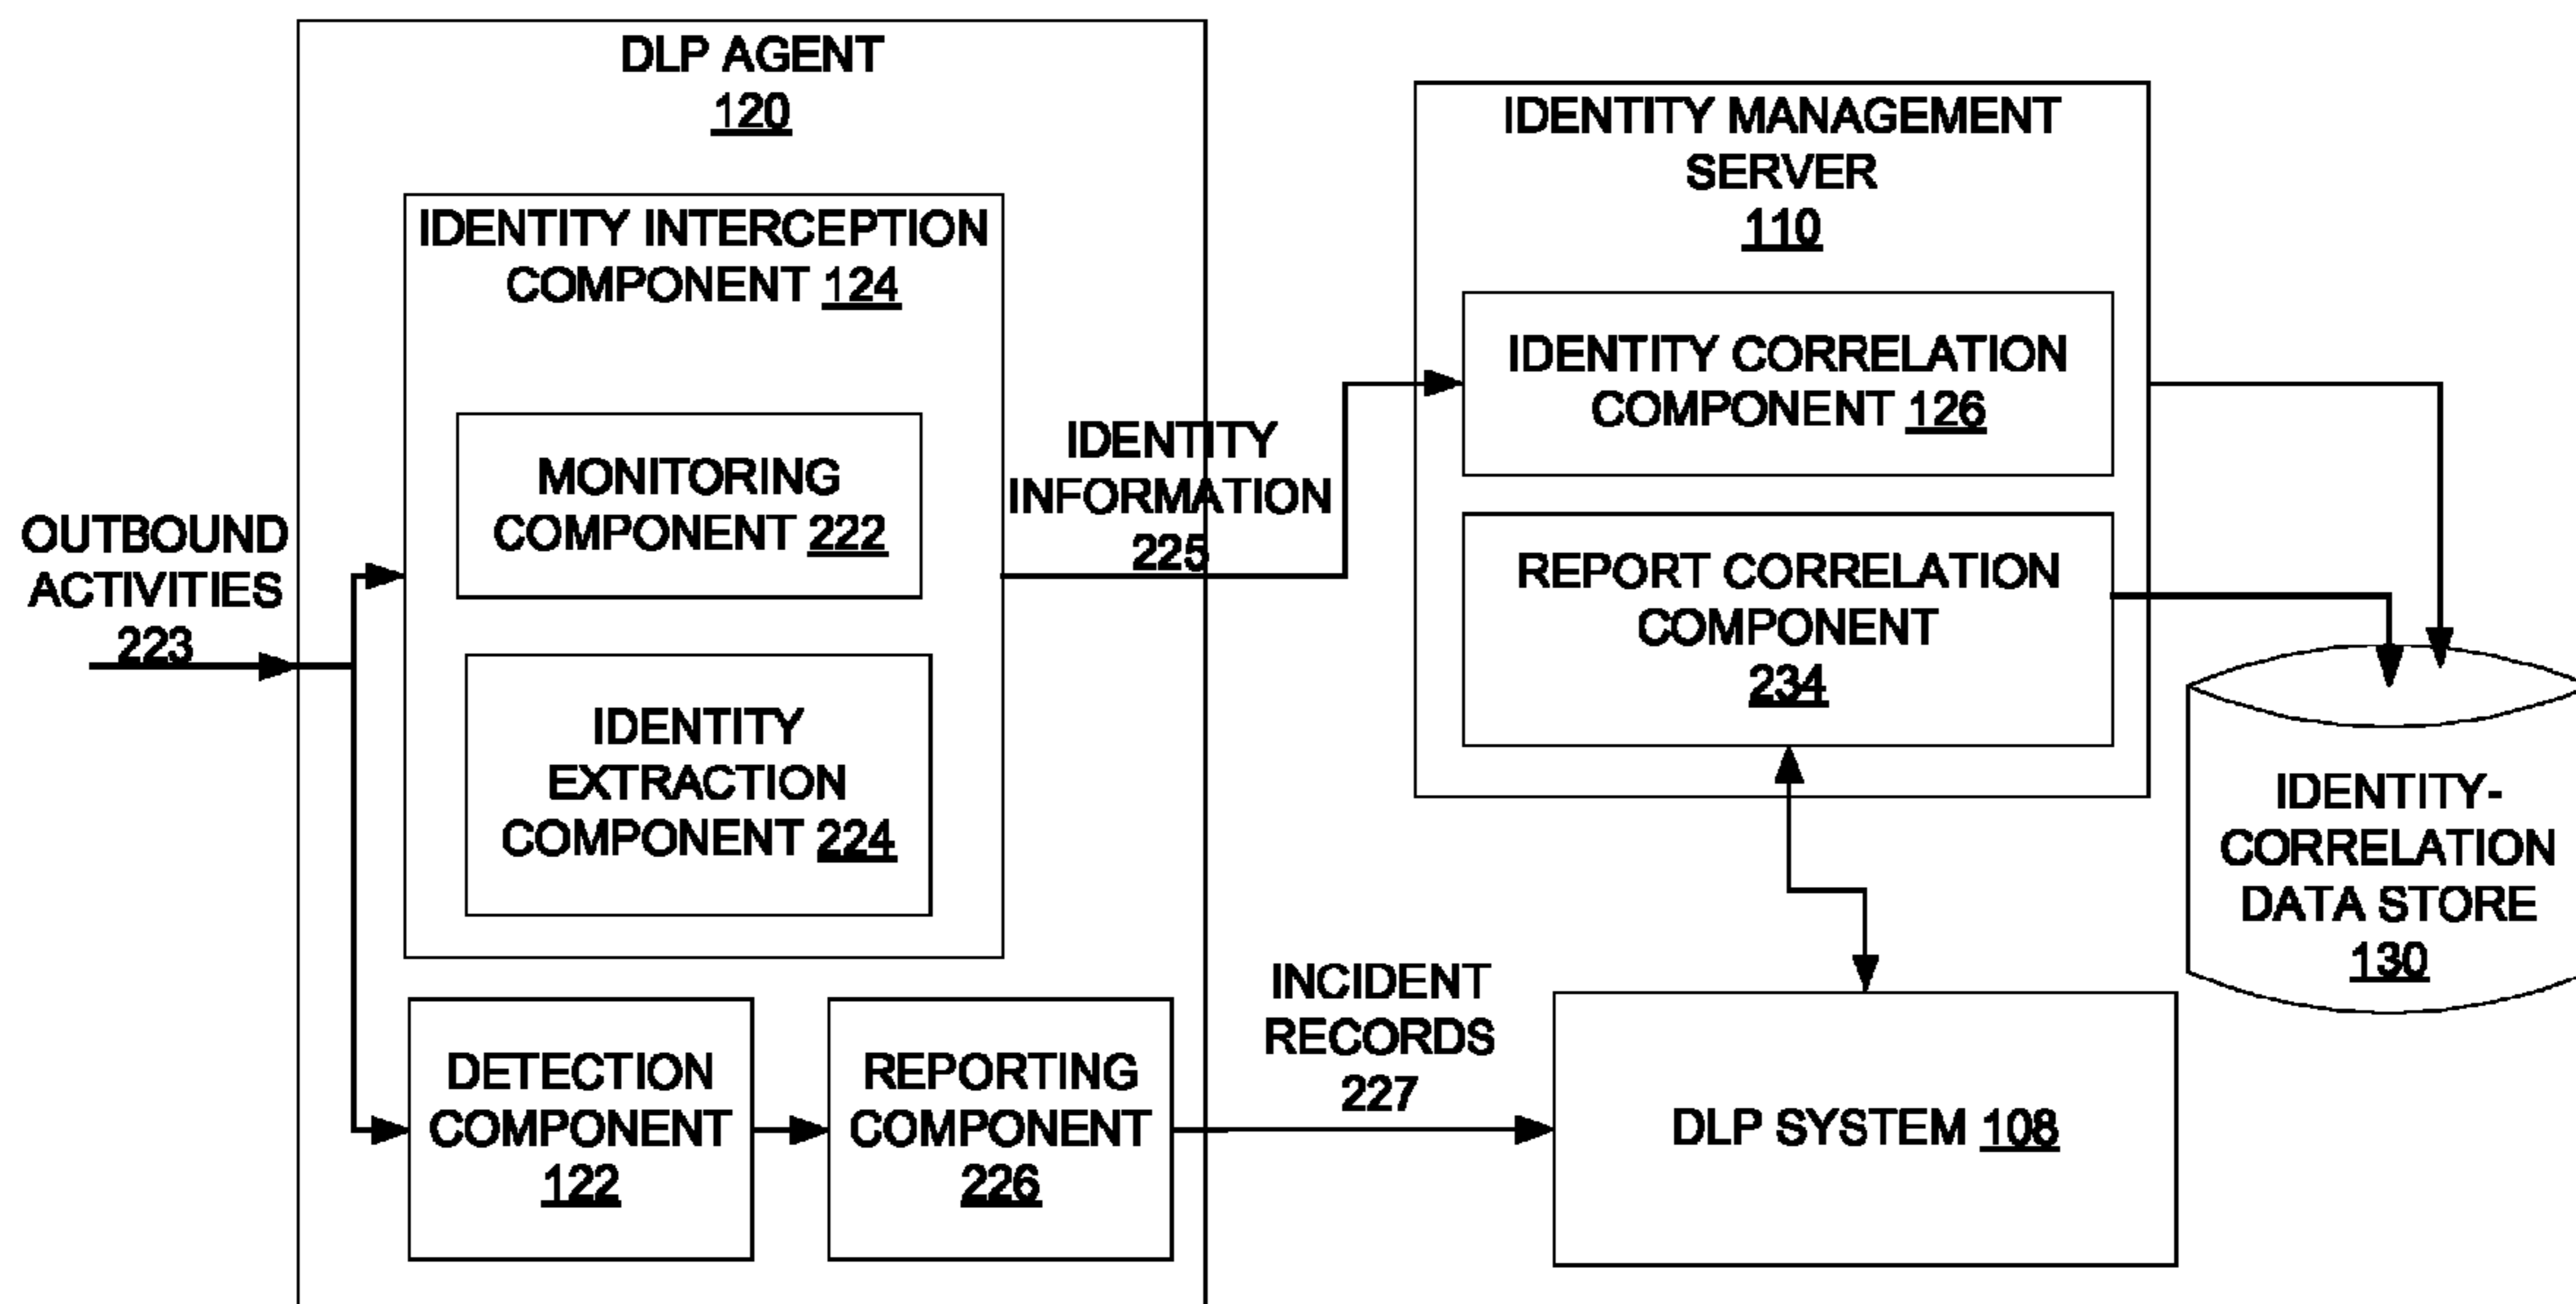 DLP AGENT
120
IDENTITY INTERCEPTION
COMPONENT 124
MONITORING
COMPONENT 222
IDENTITY
EXTRACTION
COMPONENT 224
OUTBOUND
ACTIVITIES
223
DETECTION
COMPONENT
122
REPORTING
COMPONENT
226
IDENTITY
INFORMATION
225
INCIDENT
RECORDS
227
IDENTITY MANAGEMENT
SERVER
110
IDENTITY CORRELATION
COMPONENT 126
REPORT CORRELATION
COMPONENT
234
DLP SYSTEM 108
IDENTITY-
CORRELATION
DATA STORE
130